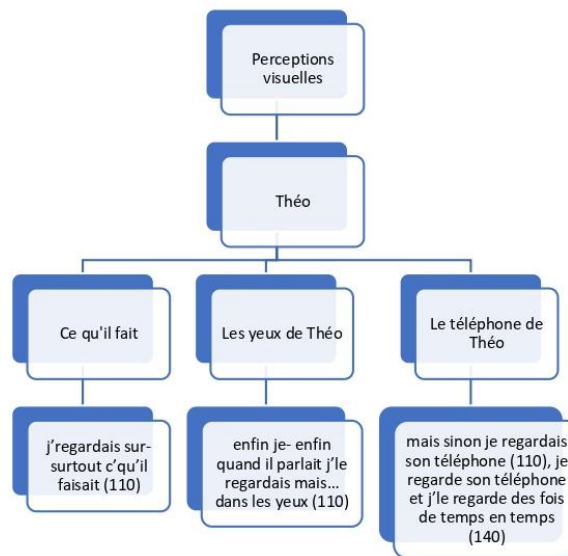 Perceptions
visuelles
Théo
Ce qu'il fait
Les yeux de Théo
Le téléphone de
Théo
j'regardais sur-
surtout c'qu'il
faisait (110)
enfin je- enfin
quand il parlait j'le
regardais mais...
dans les yeux (110)
mais sinon je regardais
son téléphone (110), je
regarde son téléphone
et j'le regarde des fois
de temps en temps
(140)